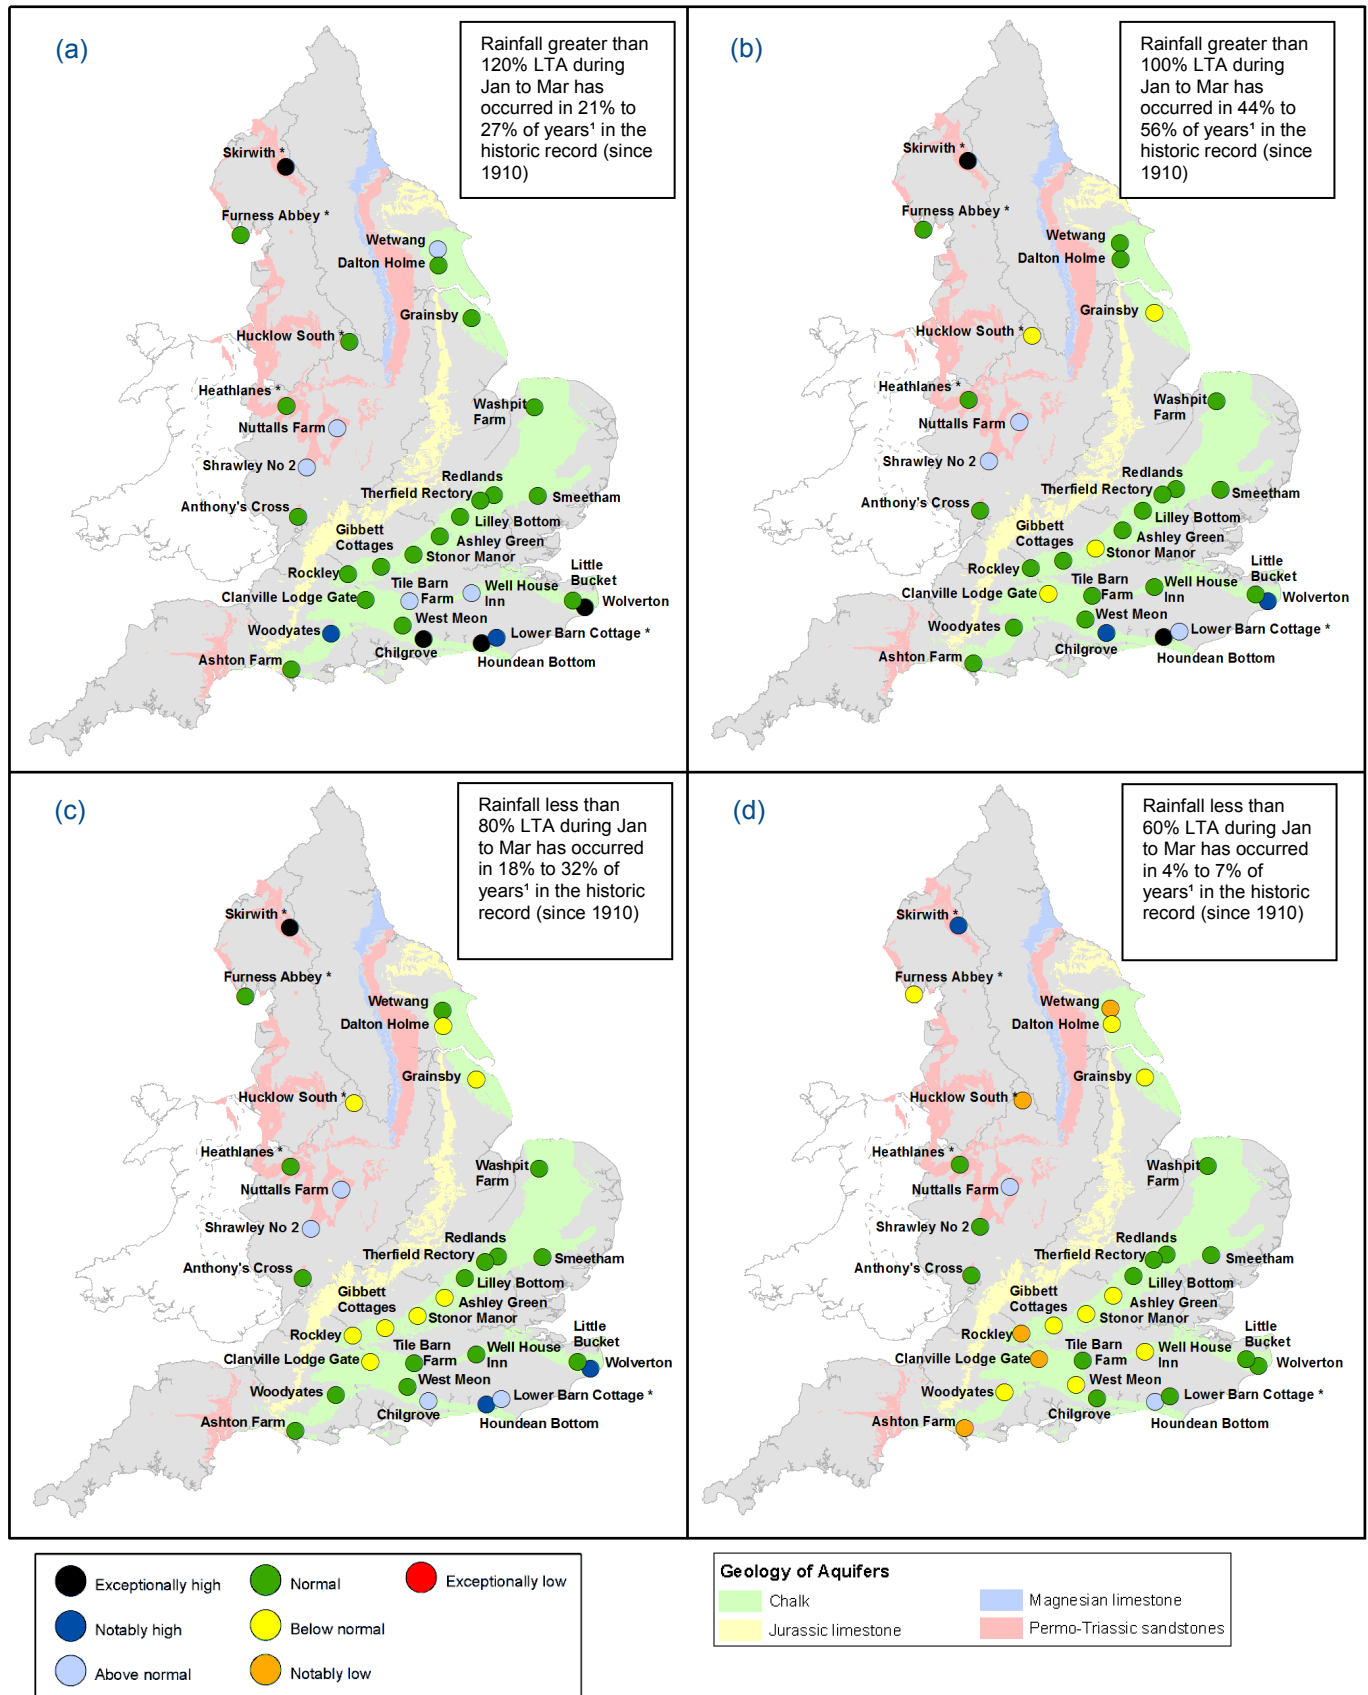 (a)
Rainfall greater than
120% LTA during
Jan to Mar has
occurred in 21% to
27% of years¹ in the
historic record (since
1910)
Skirwith *
Furness Abbey *
Wetwang
Dalton Holme
Grainsby
Hucklow South *
Heathlanes *
Washpit
Farm
Nuttalls Farm
Shrawley No 2
Redlands
Therfield Rectory
Smeetham
Anthony's Cross
Lilley Bottom
Gibbett
Cottages
Ashley Green
Stonor Manor
Rockley
Tile Barn
Farm
Well House
Inn
Little
Bucket
Clanville Lodge Gate
Wolverton
West Meon
Woodyates
Lower Barn Cottage *
Chilgrove
Houndean Bottom
Ashton Farm
(b)
Rainfall greater than
100% LTA during
Jan to Mar has
occurred in 44% to
56% of years¹ in the
historic record (since
1910)
Skirwith *
Furness Abbey *
Wetwang
Dalton Holme
Grainsby
Hucklow South *
Heathlanes *
Washpit
Farm
Nuttalls Farm
Shrawley No 2
Redlands
Therfield Rectory
Smeetham
Anthony's Cross
Lilley Bottom
Gibbett
Cottages
Ashley Green
Stonor Manor
Rockley
Tile Barn
Farm
Well House
Inn
Little
Bucket
Clanville Lodge Gate
Wolverton
West Meon
Woodyates
Lower Barn Cottage *
Chilgrove
Houndean Bottom
Ashton Farm
(c)
Rainfall less than
80% LTA during Jan
to Mar has occurred
in 18% to 32% of
years¹ in the historic
record (since 1910)
Skirwith *
Furness Abbey *
Wetwang
Dalton Holme
Grainsby
Hucklow South *
Heathlanes *
Washpit
Farm
Nuttalls Farm
Shrawley No 2
Redlands
Therfield Rectory
Smeetham
Anthony's Cross
Lilley Bottom
Gibbett
Cottages
Ashley Green
Stonor Manor
Rockley
Tile Barn
Farm
Well House
Inn
Little
Bucket
Clanville Lodge Gate
Wolverton
West Meon
Woodyates
Lower Barn Cottage *
Chilgrove
Houndean Bottom
Ashton Farm
(d)
Rainfall less than
60% LTA during Jan
to Mar has occurred
in 4% to 7% of
years¹ in the historic
record (since 1910)
Skirwith *
Furness Abbey *
Wetwang
Dalton Holme
Grainsby
Hucklow South *
Heathlanes *
Washpit
Farm
Nuttalls Farm
Shrawley No 2
Redlands
Therfield Rectory
Smeetham
Anthony's Cross
Lilley Bottom
Gibbett
Cottages
Ashley Green
Stonor Manor
Rockley
Tile Barn
Farm
Well House
Inn
Little
Bucket
Clanville Lodge Gate
Wolverton
West Meon
Woodyates
Lower Barn Cottage *
Chilgrove
Houndean Bottom
Ashton Farm
Exceptionally high
Normal
Exceptionally low
Notably high
Below normal
Above normal
Notably low
Geology of Aquifers
Chalk
Magnesian limestone
Jurassic limestone
Permo-Triassic sandstones